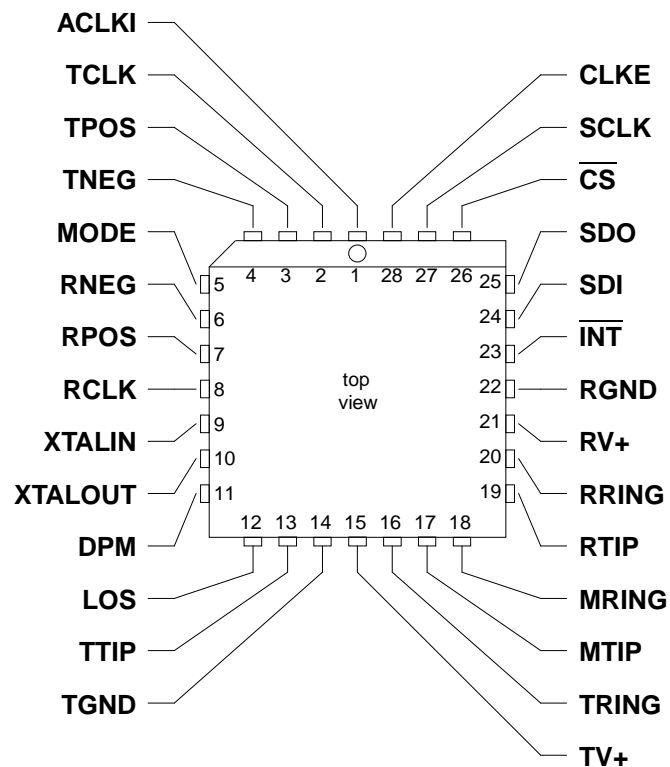 ACLKI
TCLK
TPOS
TNEG
MODE
RNEG
RPOS
RCLK
XTALIN
XTALOUT
DPM
LOS
TTIP
TGND
CLKE
SCLK
C̅S̅
SDO
SDI
I̅N̅T̅
RGND
RV+
RRING
RTIP
MRING
MTIP
TRING
TV+
4 3 2 1 28 27 26
5
6
7
8
9
10
11
25
24
23
22
21
20
19
top
view
12 13 14 15 16 17 18